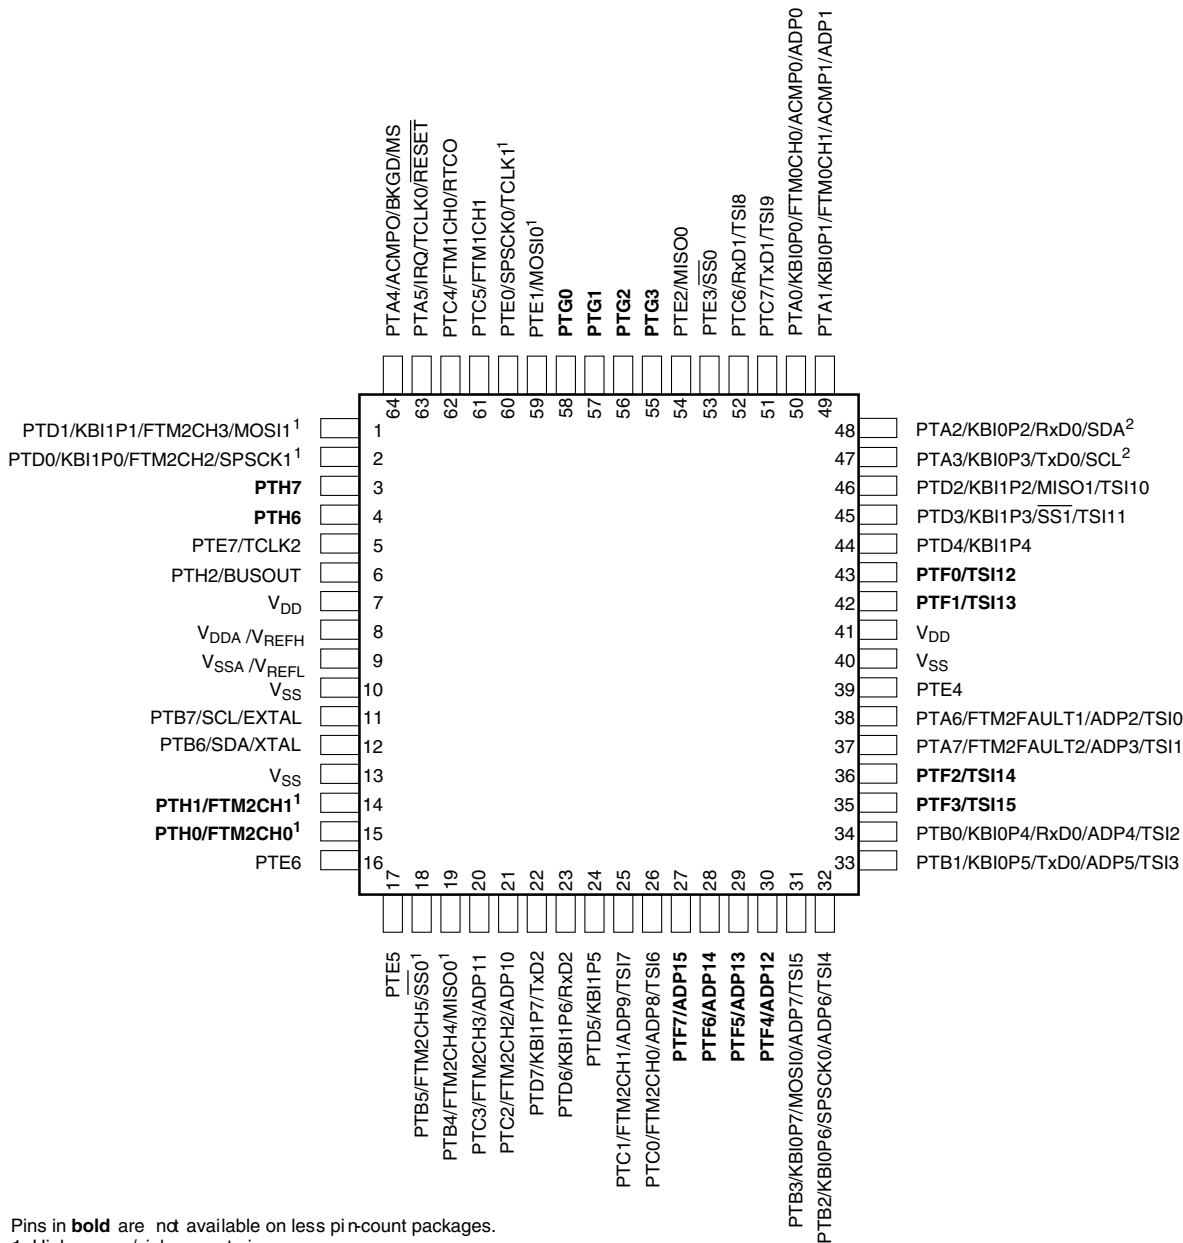 PTA4/ACMPO/BKGD/MS
PTA5/IRQ/TCLK0/RESET
PTC4/FTM1CH0/RTCO
PTC5/FTM1CH1
PTE0/SPSCK0/TCLK1¹
PTE1/MOSI0¹
PTG0
PTG1
PTG2
PTG3
PTE2/MISO0
PTE3/SS0
PTC6/RxD1/TSI8
PTC7/TxD1/TSI9
PTA0/KBI0P0/FTM0CH0/ACMP0/ADP0
PTA1/KBI0P1/FTM0CH1/ACMP1/ADP1
64
63
62
61
60
59
58
57
56
55
54
53
52
51
50
49
PTD1/KBI1P1/FTM2CH3/MOSI1¹ 1
PTD0/KBI1P0/FTM2CH2/SPSCK1¹ 2
PTH7 3
PTH6 4
PTE7/TCLK2 5
PTH2/BUSOUT 6
VDD 7
VDDA /VREFH 8
VSSA /VREFL 9
VSS 10
PTB7/SCL/EXTAL 11
PTB6/SDA/XTAL 12
VSS 13
PTH1/FTM2CH1¹ 14
PTH0/FTM2CH0¹ 15
PTE6 16
48 PTA2/KBI0P2/RxD0/SDA²
47 PTA3/KBI0P3/TxD0/SCL²
46 PTD2/KBI1P2/MISO1/TSI10
45 PTD3/KBI1P3/SS1/TSI11
44 PTD4/KBI1P4
43 PTF0/TSI12
42 PTF1/TSI13
41 VDD
40 VSS
39 PTE4
38 PTA6/FTM2FAULT1/ADP2/TSI0
37 PTA7/FTM2FAULT2/ADP3/TSI1
36 PTF2/TSI14
35 PTF3/TSI15
34 PTB0/KBI0P4/RxD0/ADP4/TSI2
33 PTB1/KBI0P5/TxD0/ADP5/TSI3
17
18
19
20
21
22
23
24
25
26
27
28
29
30
31
32
PTE5
PTB5/FTM2CH5/SS0¹
PTB4/FTM2CH4/MISO0¹
PTC3/FTM2CH3/ADP11
PTC2/FTM2CH2/ADP10
PTD7/KBI1P7/TxD2
PTD6/KBI1P6/RxD2
PTD5/KBI1P5
PTC1/FTM2CH1/ADP9/TSI7
PTC0/FTM2CH0/ADP8/TSI6
PTF7/ADP15
PTF6/ADP14
PTF5/ADP13
PTF4/ADP12
PTB3/KBI0P7/MOSI0/ADP7/TSI5
PTB2/KBI0P6/SPSCK0/ADP6/TSI4
Pins in bold are not available on less pin-count packages.